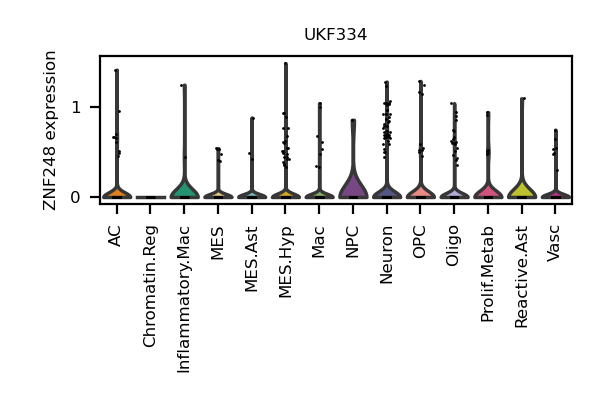 UKF334
ZNF248 expression
1
0
AC
Chromatin.Reg
Inflammatory.Mac
MES
MES.Ast
MES.Hyp
Mac
NPC
Neuron
OPC
Oligo
Prolif.Metab
Reactive.Ast
Vasc